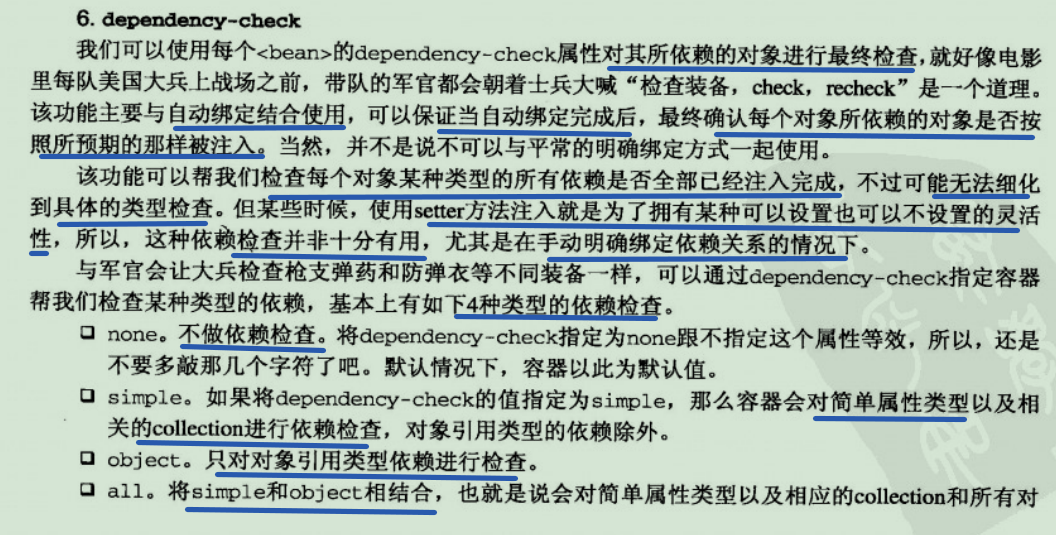 6. dependency-check
我们可以使用每个<bean>的dependency-check属性对其所依赖的对象进行最终检查，就好像电影
里每队美国大兵上战场之前，带队的军官都会朝着士兵大喊“检查装备，check，recheck”是一个道理。
该功能主要与自动绑定结合使用，可以保证当自动绑定完成后，最终确认每个对象所依赖的对象是否按
照所预期的那样被注入。当然，并不是说不可以与平常的明确绑定方式一起使用。
该功能可以帮我们检查每个对象某种类型的所有依赖是否全部已经注入完成，不过可能无法细化
到具体的类型检查。但某些时候，使用setter方法注入就是为了拥有某种可以设置也可以不设置的灵活
性，所以，这种依赖检查并非十分有用，尤其是在手动明确绑定依赖关系的情况下。
与军官会让大兵检查枪支弹药和防弹衣等不同装备一样，可以通过dependency-check指定容器
帮我们检查某种类型的依赖，基本上有如下4种类型的依赖检查。
❑ none。不做依赖检查。将dependency-check指定为none跟不指定这个属性等效，所以，还是
不要多敲那几个字符了吧。默认情况下，容器以此为默认值。
❑ simple。如果将dependency-check的值指定为simple，那么容器会对简单属性类型以及相
关的collection进行依赖检查，对象引用类型的依赖除外。
❑ object。只对对象引用类型依赖进行检查。
❑ all。将simple和object相结合，也就是说会对简单属性类型以及相应的collection和所有对